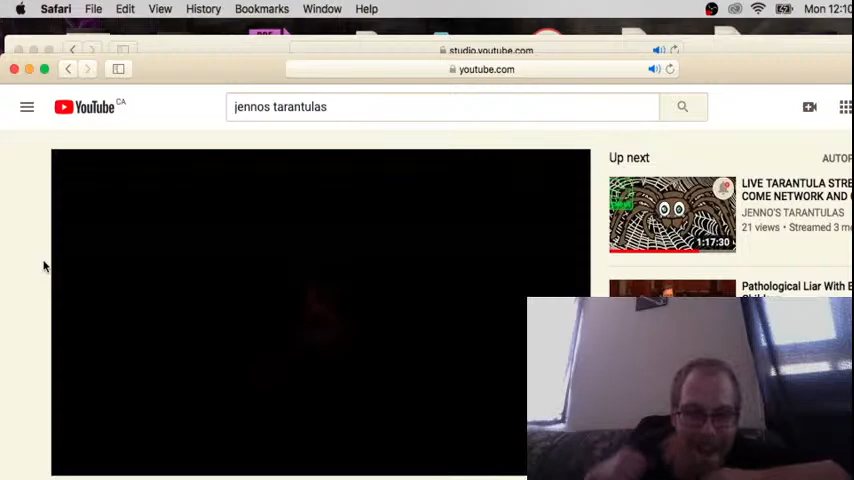 Safari File Edit View History Bookmarks Window Help Mon 12:10
PDF
studio.youtube.com
youtube.com
YouTube CA
jennos tarantulas
Up next AUTOP
LIVE TARANTULA STRE
COME NETWORK AND
JENNO'S TARANTULAS
21 views • Streamed 3 mo
1:17:30
Pathological Liar With E